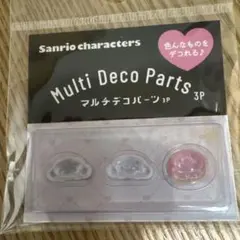 Sanrio characters
色んなものを
デコれる♪
Multi Deco Parts
3P
マルチデコパーツ 3P